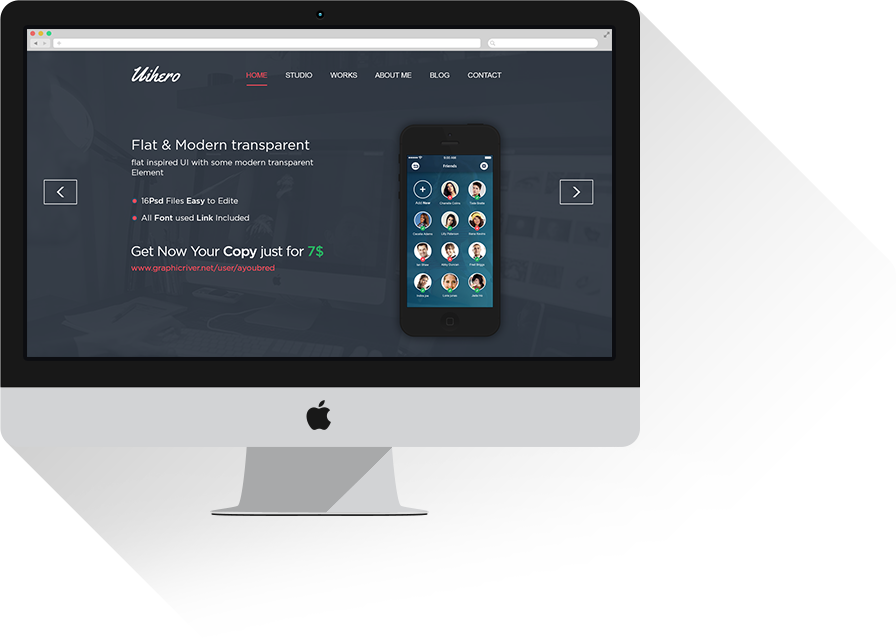 Uihero
HOME STUDIO WORKS ABOUT ME BLOG CONTACT
Flat & Modern transparent
flat inspired UI with some modern transparent
Element
16Psd Files Easy to Edite
All Font used Link Included
Get Now Your Copy just for 7$
www.graphicriver.net/user/ayoubred
Friends
Add New